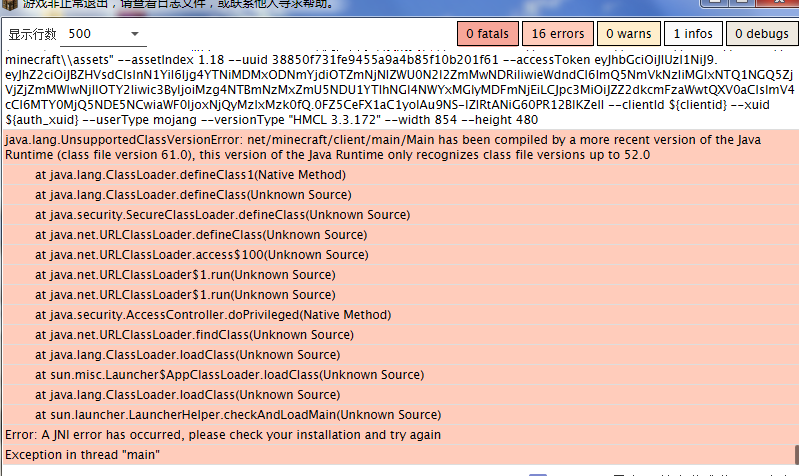 游戏非正常退出，请查看日志文件，或联系他人寻求帮助。
显示行数 500 0 fatals 16 errors 0 warns 1 infos 0 debugs
minecraft\\assets" --assetIndex 1.18 --uuid 38850f731fe9455a9a4b85f10b201f61 --accessToken
${auth_xuid} --userType mojang --versionType "HMCL 3.3.172" --width 854 --height 480
java.lang.UnsupportedClassVersionError: net/minecraft/client/main/Main has been compiled by a more recent version of the Java
Runtime (class file version 61.0), this version of the Java Runtime only recognizes class file versions up to 52.0
at java.lang.ClassLoader.defineClass1(Native Method)
at java.lang.ClassLoader.defineClass(Unknown Source)
at java.security.SecureClassLoader.defineClass(Unknown Source)
at java.net.URLClassLoader.defineClass(Unknown Source)
at java.net.URLClassLoader.access$100(Unknown Source)
at java.net.URLClassLoader$1.run(Unknown Source)
at java.net.URLClassLoader$1.run(Unknown Source)
at java.security.AccessController.doPrivileged(Native Method)
at java.net.URLClassLoader.findClass(Unknown Source)
at java.lang.ClassLoader.loadClass(Unknown Source)
at sun.misc.Launcher$AppClassLoader.loadClass(Unknown Source)
at java.lang.ClassLoader.loadClass(Unknown Source)
at sun.launcher.LauncherHelper.checkAndLoadMain(Unknown Source)
Error: A JNI error has occurred, please check your installation and try again
Exception in thread "main"